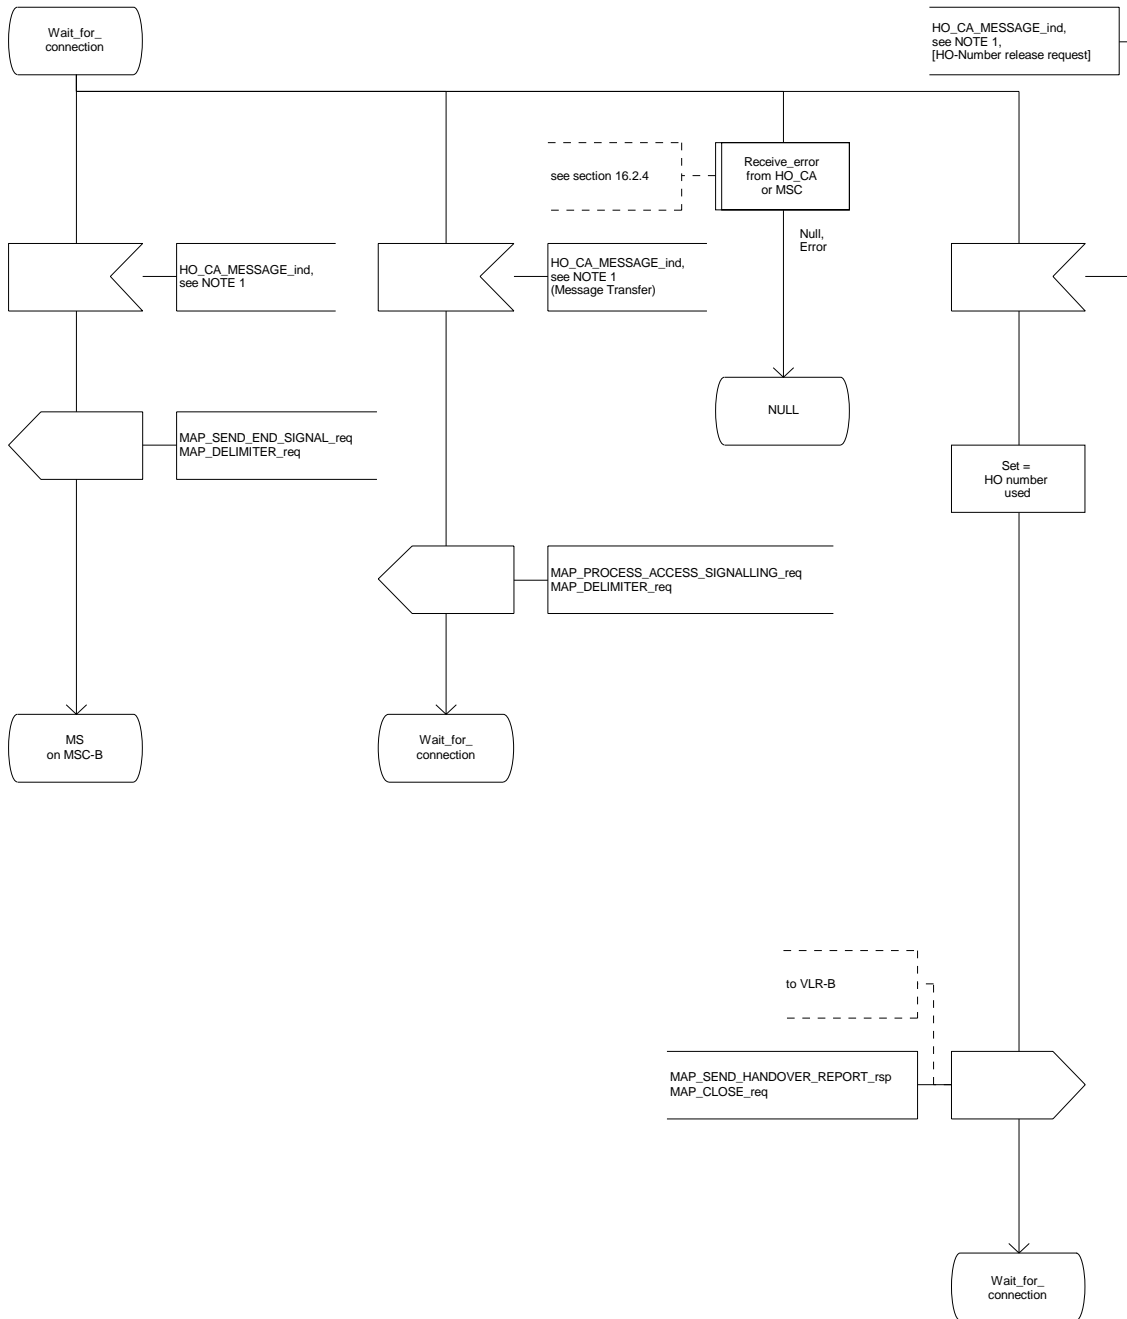 Wait_for_
connection
HO_CA_MESSAGE_ind,
see NOTE 1,
[HO-Number release request]
see section 16.2.4
Receive_error
from HO_CA
or MSC
Null,
Error
HO_CA_MESSAGE_ind,
see NOTE 1
HO_CA_MESSAGE_ind,
see NOTE 1
(Message Transfer)
NULL
MAP_SEND_END_SIGNAL_req
MAP_DELIMITER_req
Set =
HO number
used
MAP_PROCESS_ACCESS_SIGNALLING_req
MAP_DELIMITER_req
MS
on MSC-B
Wait_for_
connection
to VLR-B
MAP_SEND_HANDOVER_REPORT_rsp
MAP_CLOSE_req
Wait_for_
connection